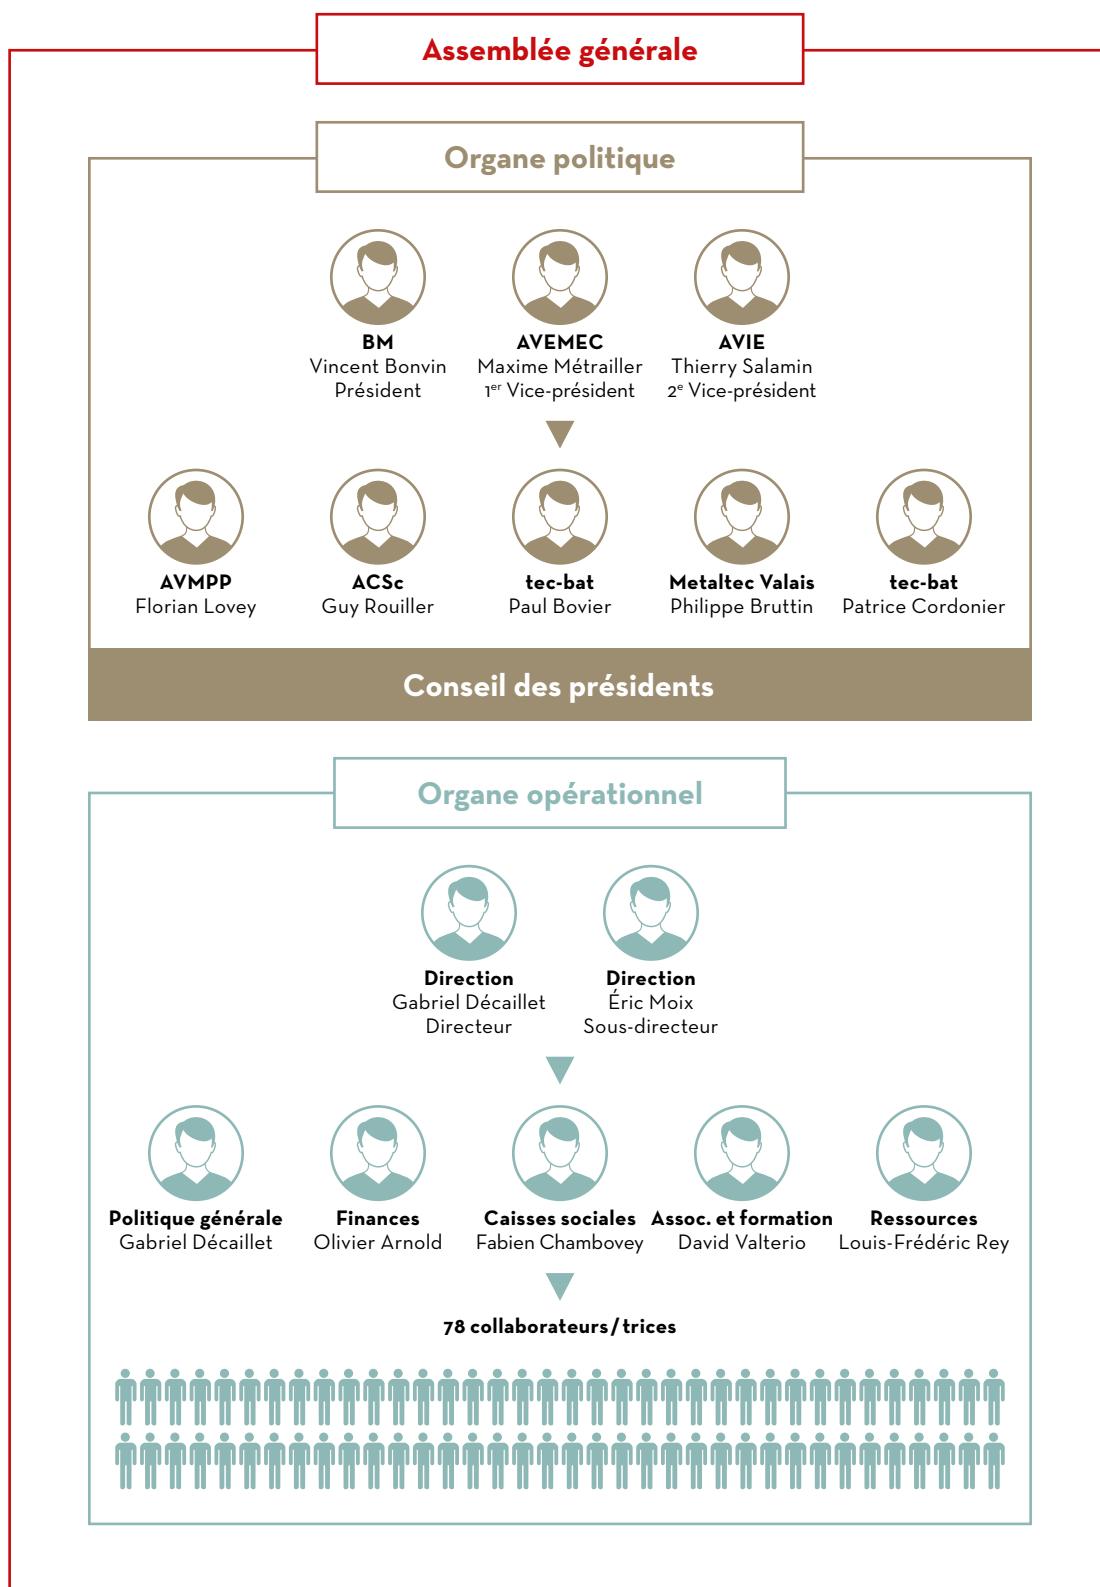 Assemblée générale
Organe politique
BM
Vincent Bonvin
Président
AVEMEC
Maxime Métrailler
1er Vice-président
AVIE
Thierry Salamin
2e Vice-président
AVMPP
Florian Lovey
ACSc
Guy Rouiller
tec-bat
Paul Bovier
Metaltec Valais
Philippe Bruttin
tec-bat
Patrice Cordonier
Conseil des présidents
Organe opérationnel
Direction
Gabriel Décaillet
Directeur
Direction
Éric Moix
Sous-directeur
Politique générale
Gabriel Décaillet
Finances
Olivier Arnold
Caisses sociales
Fabien Chambovey
Assoc. et formation
David Valterio
Ressources
Louis-Frédéric Rey
78 collaborateurs / trices